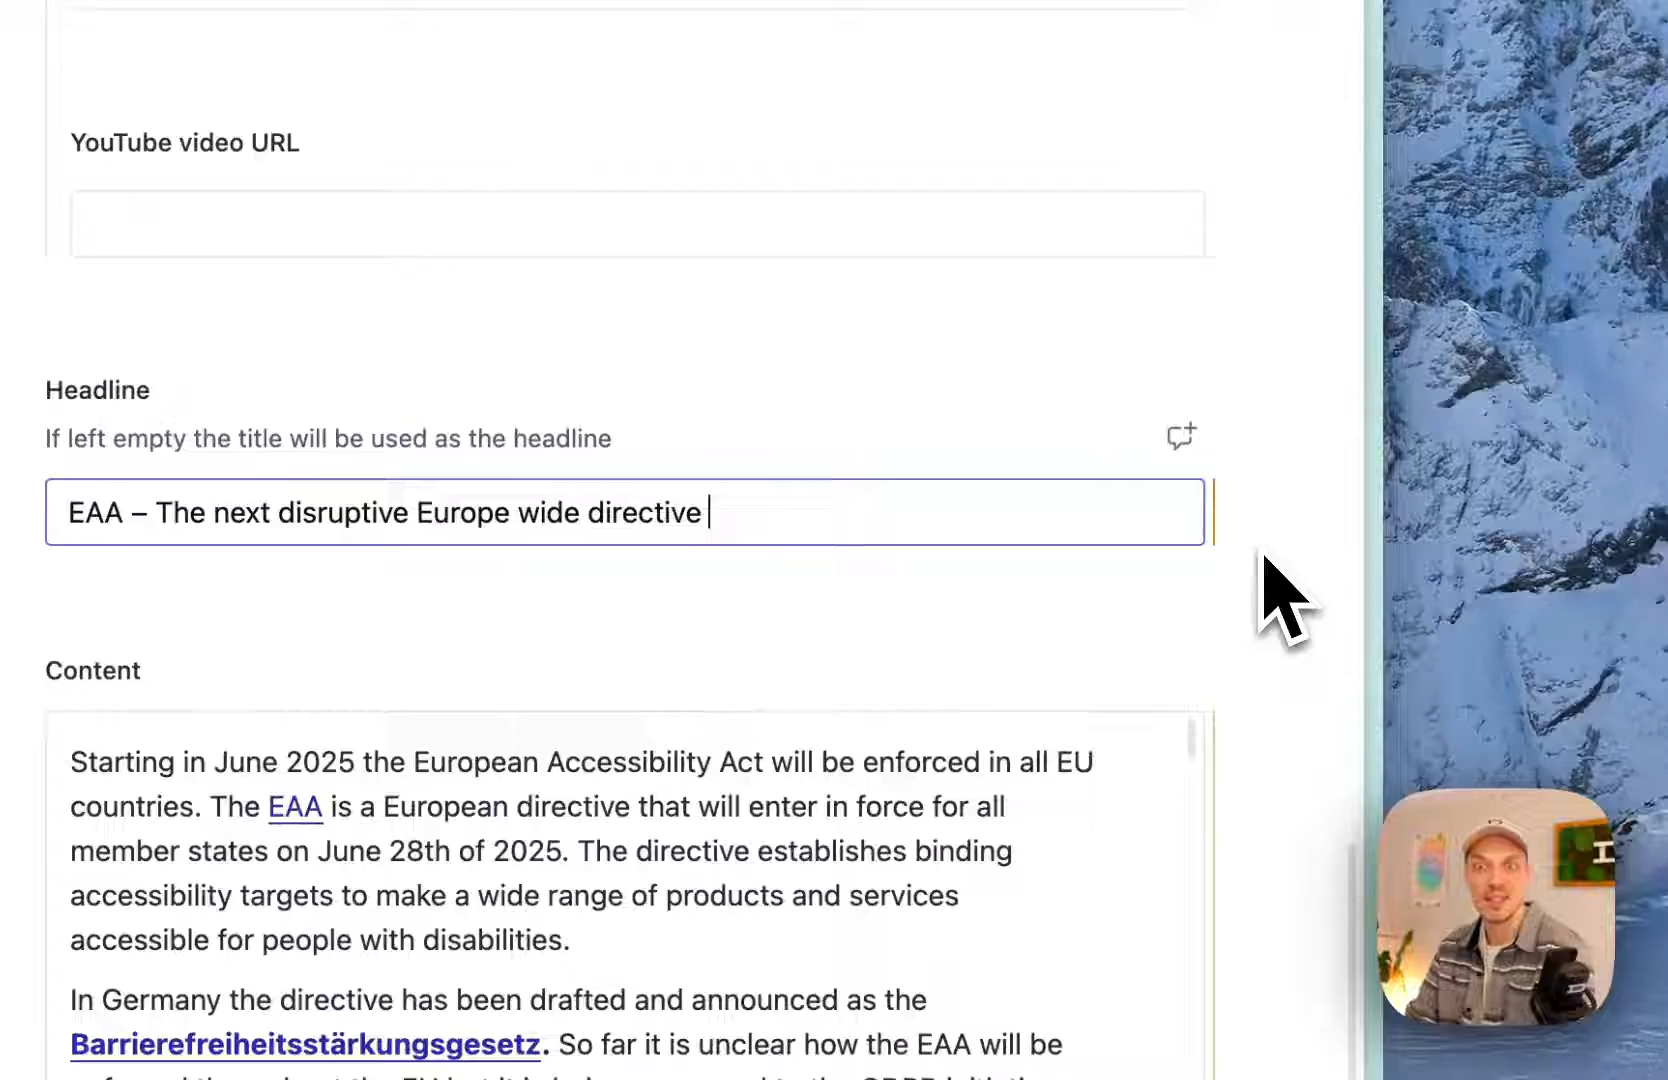 YouTube video URL
Headline
If left empty the title will be used as the headline
EAA – The next disruptive Europe wide directive
Content
Starting in June 2025 the European Accessibility Act will be enforced in all EU
countries. The EAA is a European directive that will enter in force for all
member states on June 28th of 2025. The directive establishes binding
accessibility targets to make a wide range of products and services
accessible for people with disabilities.
In Germany the directive has been drafted and announced as the
Barrierefreiheitsstärkungsgesetz. So far it is unclear how the EAA will be